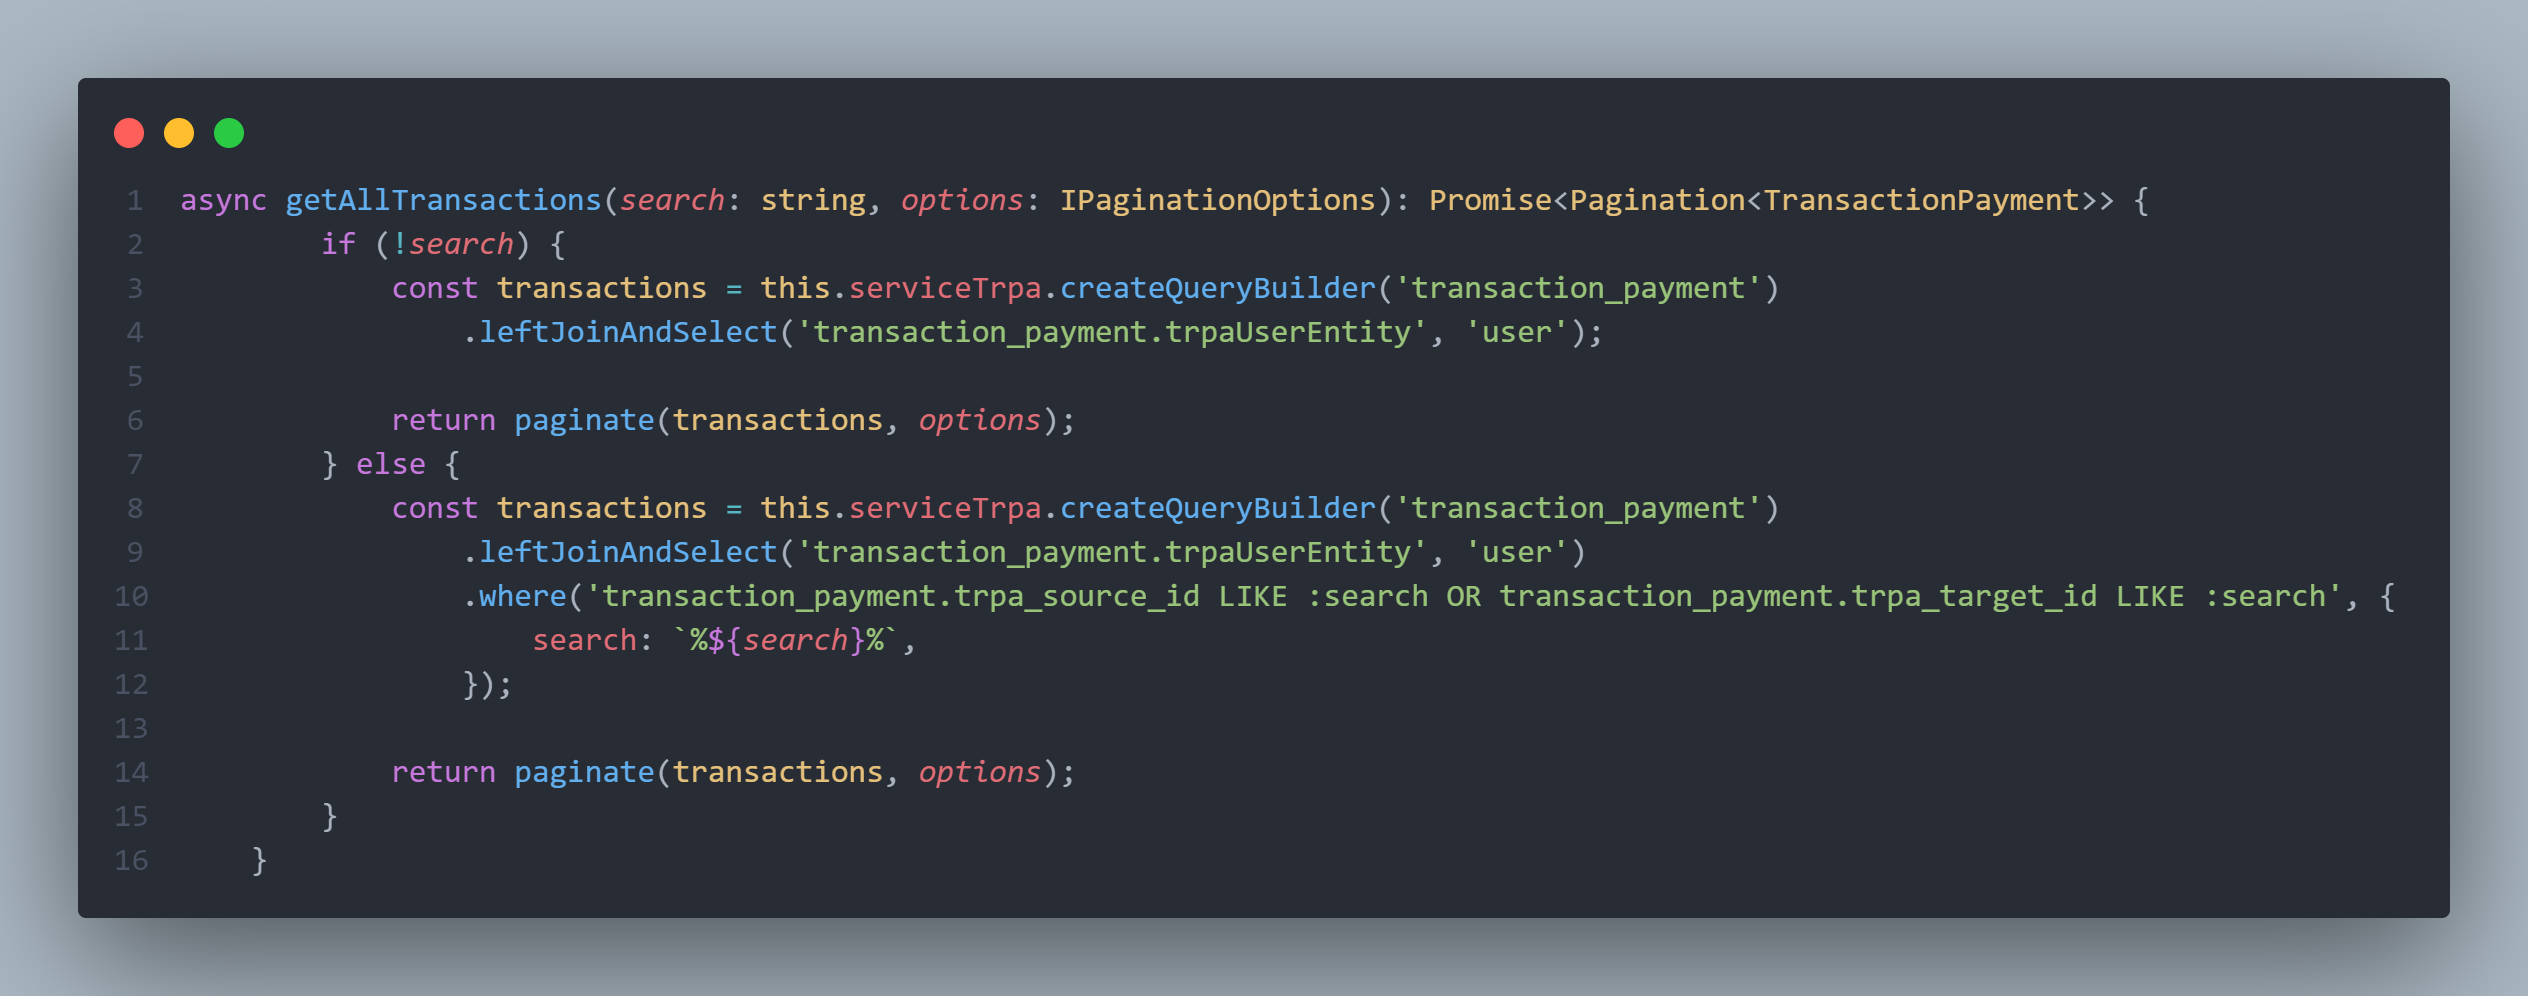 1 async getAllTransactions(search: string, options: IPaginationOptions): Promise<Pagination<TransactionPayment>> {
2         if (!search) {
3             const transactions = this.serviceTrpa.createQueryBuilder('transaction_payment')
4                 .leftJoinAndSelect('transaction_payment.trpaUserEntity', 'user');
5
6             return paginate(transactions, options);
7         } else {
8             const transactions = this.serviceTrpa.createQueryBuilder('transaction_payment')
9                 .leftJoinAndSelect('transaction_payment.trpaUserEntity', 'user')
10                 .where('transaction_payment.trpa_source_id LIKE :search OR transaction_payment.trpa_target_id LIKE :search', {
11                     search: `%${search}%`,
12                 });
13
14             return paginate(transactions, options);
15         }
16     }